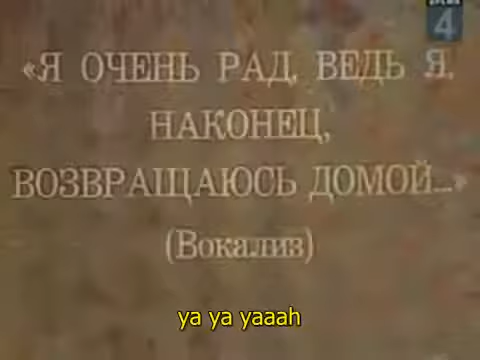 4
«Я ОЧЕНЬ РАД, ВЕДЬ Я,
НАКОНЕЦ,
ВОЗВРАЩАЮСЬ ДОМОЙ...»
(Вокализ)
ya ya yaaah